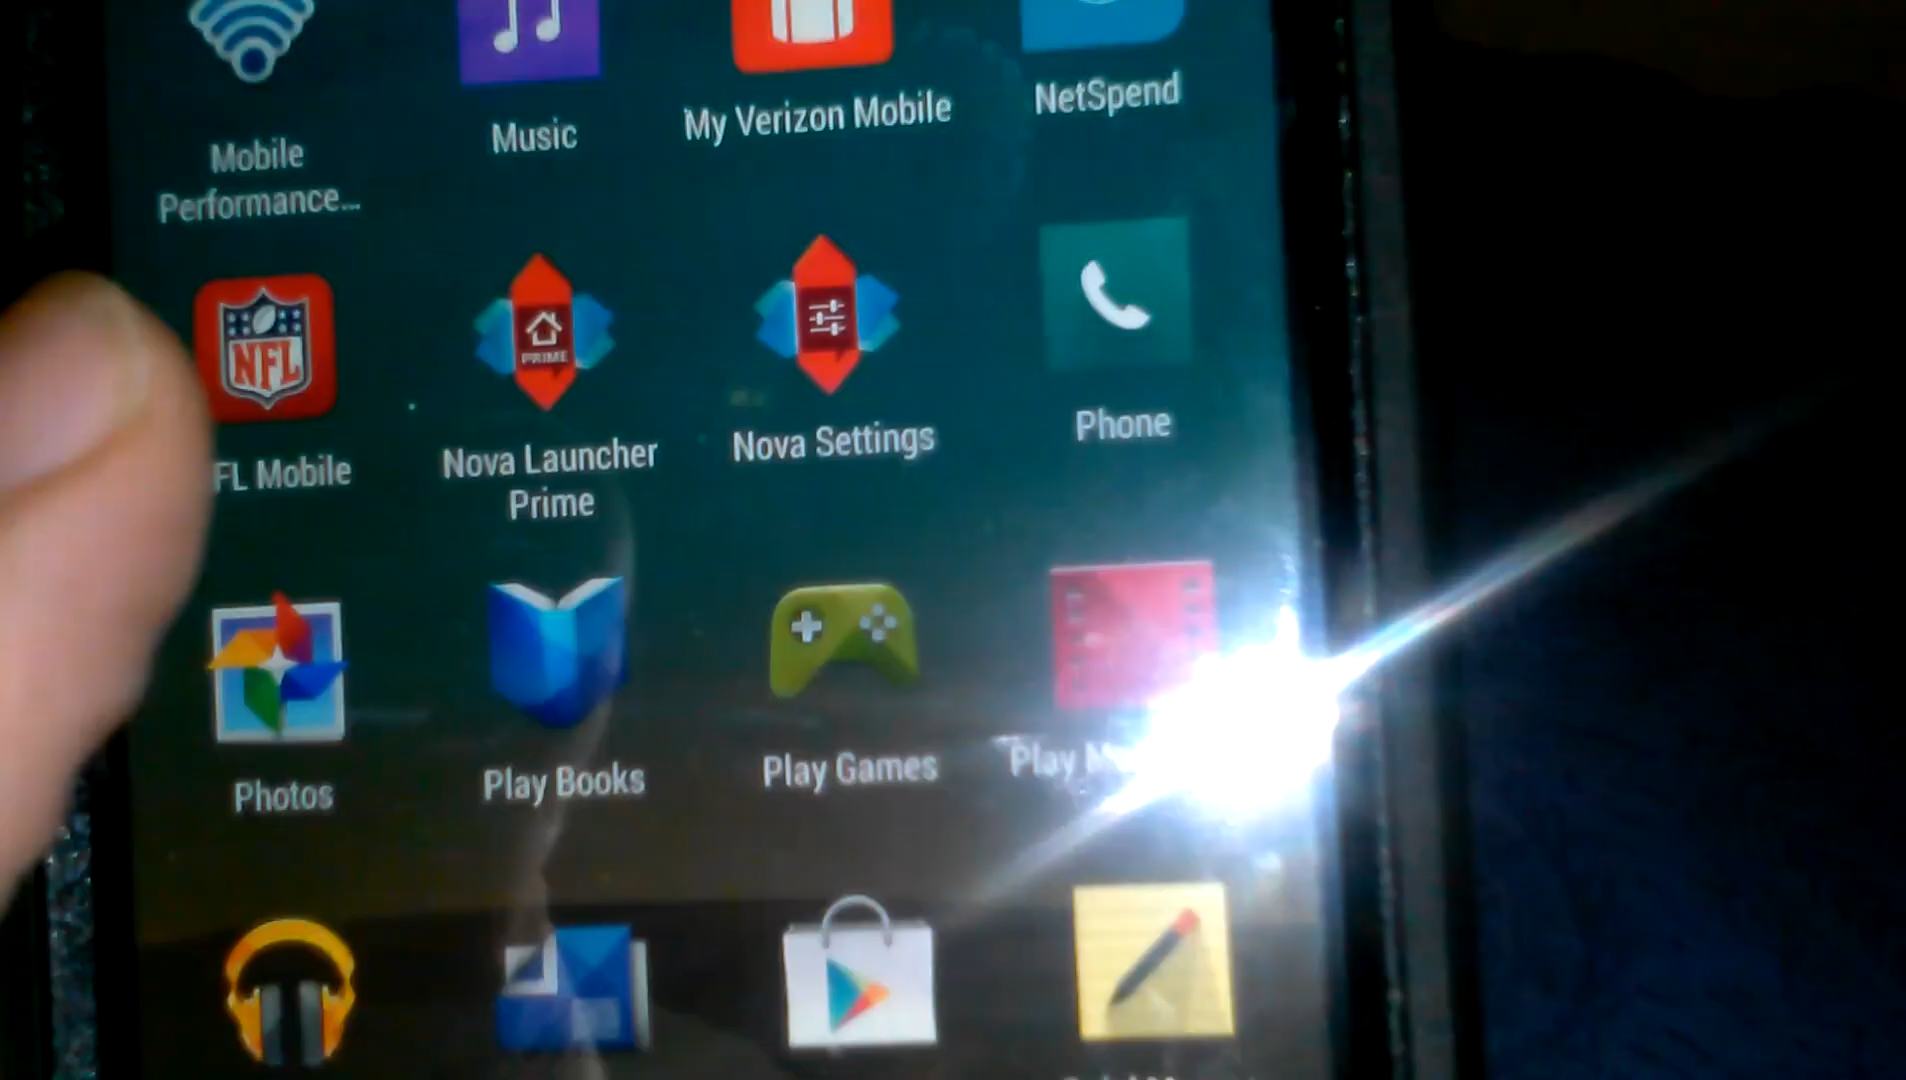 Mobile
Performance...
Music
My Verizon Mobile
NetSpend
NFL
FL Mobile
PRIME
Nova Launcher
Prime
Nova Settings
Phone
Photos
Play Books
Play Games
Play